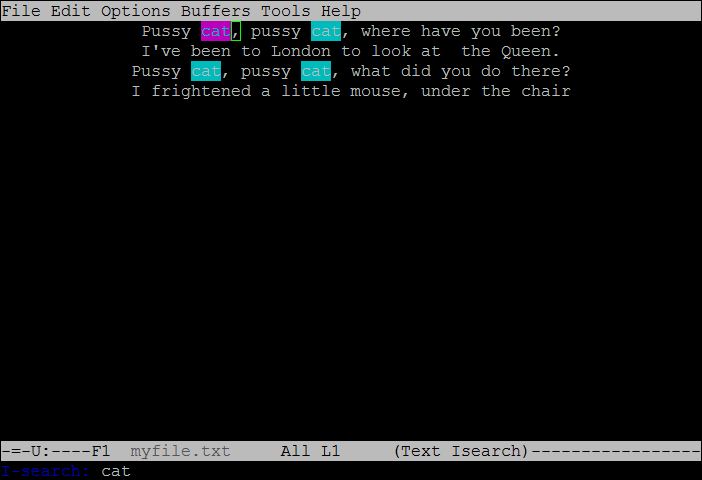 File Edit Options Buffers Tools Help
Pussy cat, pussy cat, where have you been?
I've been to London to look at  the Queen.
Pussy cat, pussy cat, what did you do there?
I frightened a little mouse, under the chair
-=-U:----F1  myfile.txt     All L1     (Text Isearch)-----------------
I-search: cat